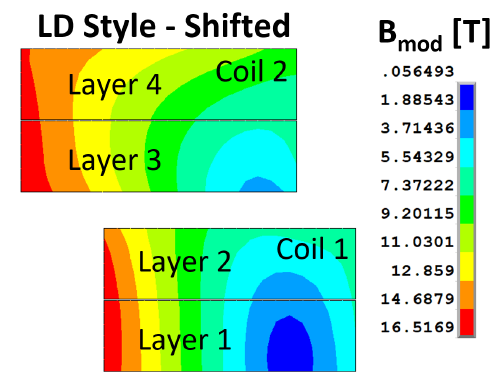 LD Style - Shifted
B_mod [T]
Coil 2
Layer 4
Layer 3
Coil 1
Layer 2
Layer 1
.056493
1.88543
3.71436
5.54329
7.37222
9.20115
11.0301
12.859
14.6879
16.5169